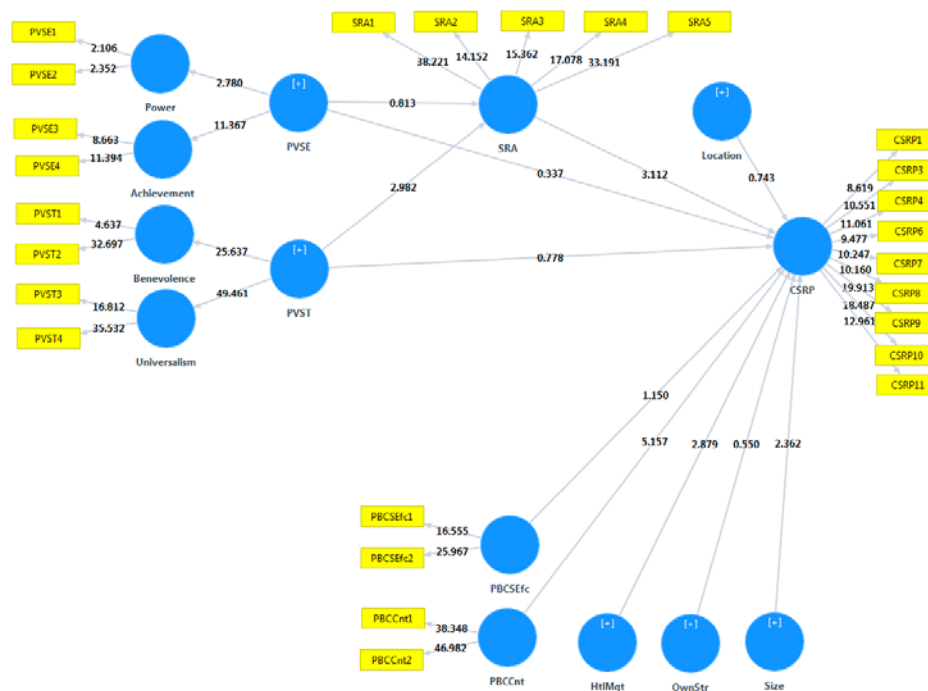 PVSE1
2.106
PVSE2
2.352
Power
2.780
PVSE3
8.663
PVSE4
11.394
Achievement
11.367
[+]
PVSE
PVST1
4.637
PVST2
32.697
Benevolence
25.637
PVST3
16.812
PVST4
35.532
Universalism
49.461
[+]
PVST
SRA1
SRA2
SRA3
SRA4
SRA5
38.221
14.152
15.362
17.078
33.191
SRA
0.813
0.337
2.982
3.112
0.778
[+]
Location
0.743
CSRP
CSRP1
8.619
CSRP3
10.551
CSRP4
11.061
CSRP6
9.477
CSRP7
10.247
CSRP8
10.160
CSRP9
19.913
CSRP10
18.487
CSRP11
12.961
1.150
5.157
2.879
0.550
2.362
PBCSEfc1
16.555
PBCSEfc2
25.967
PBCSEfc
PBCCnt1
38.348
PBCCnt2
46.982
PBCCnt
[+]
HtlMgt
[+]
OwnStr
[+]
Size